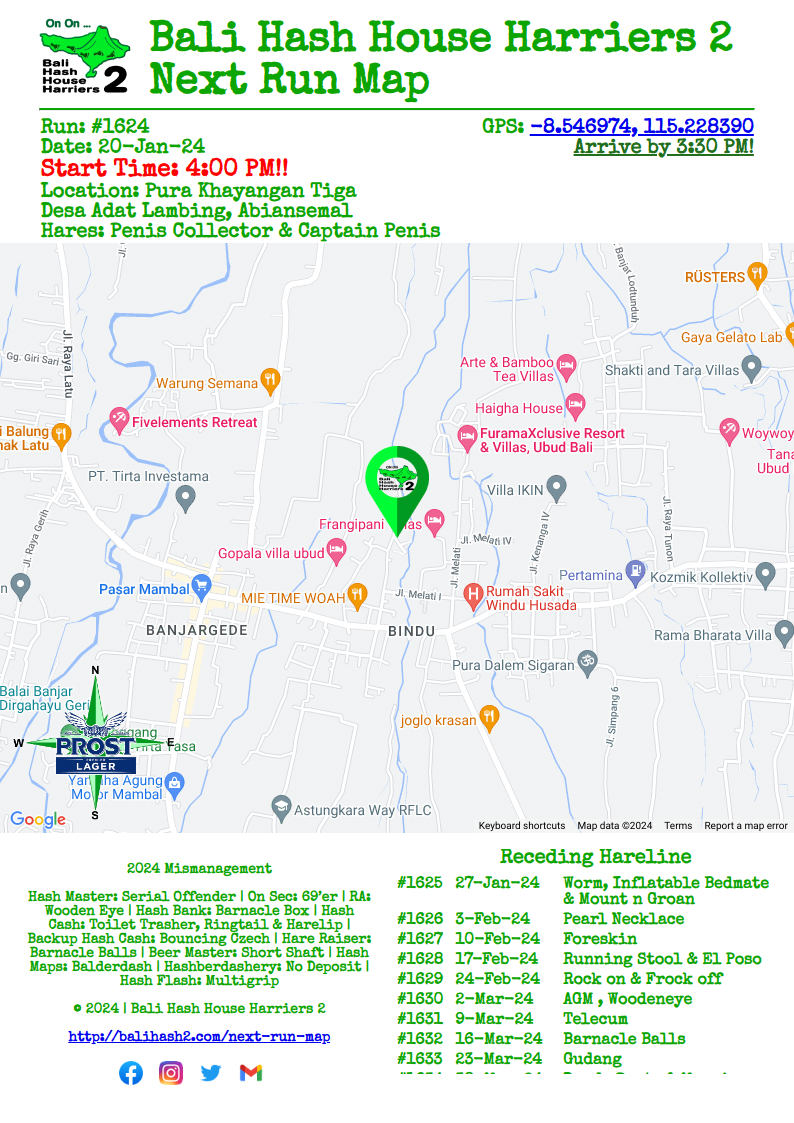 On On ...
Bali
Hash
House
Harriers 2
Bali Hash House Harriers 2
Next Run Map
Run: #1624
GPS: -8.546974, 115.228390
Date: 20-Jan-24
Arrive by 3:30 PM!
Start Time: 4:00 PM!!
Location: Pura Khayangan Tiga
Desa Adat Lambing, Abiansemal
Hares: Penis Collector & Captain Penis
Jl.
Jl. Raya Latu
Gg. Giri Sari
Banjar Lodtunduh
RÜSTERS
Gaya Gelato Lab
Arte & Bamboo
Tea Villas
Shakti and Tara Villas
Warung Semana
Haigha House
Fivelements Retreat
i Balung
nak Latu
FuramaXclusive Resort
& Villas, Ubud Bali
Woywoy
Tana
Ubud
PT. Tirta Investama
Bali
Hash
House
Harriers 2
Villa IKIN
Jl. Raya Gerih
Frangipani
as
Gopala villa ubud
Jl. Melati IV
Jl. Kenanga IV
Jl. Raya Tunon
Jl. Melati
n
Pasar Mambal
MIE TIME WOAH
Jl. Melati I
Rumah Sakit
Windu Husada
Pertamina
Kozmik Kollektiv
BANJARGEDE
BINDU
Rama Bharata Villa
Pura Dalem Sigaran
N
Balai Banjar
Dirgahayu Geri
joglo krasan
Jl. Simpang 6
W
E
PROST
LAGER
Agung
Motor Mambal
S
Astungkara Way RFLC
Google
Keyboard shortcuts
Map data ©2024
Terms
Report a map error
2024 Mismanagement
Hash Master: Serial Offender | On Sec: 69'er | RA:
Wooden Eye | Hash Bank: Barnacle Box | Hash
Cash: Toilet Trasher, Ringtail & Harelip |
Backup Hash Cash: Bouncing Czech | Hare Raiser:
Barnacle Balls | Beer Master: Short Shaft | Hash
Maps: Balderdash | Hashberdashery: No Deposit |
Hash Flash: Multigrip
© 2024 | Bali Hash House Harriers 2
http://balihash2.com/next-run-map
Receding Hareline
#1625 27-Jan-24 Worm, Inflatable Bedmate
& Mount n Groan
#1626 3-Feb-24 Pearl Necklace
#1627 10-Feb-24 Foreskin
#1628 17-Feb-24 Running Stool & El Poso
#1629 24-Feb-24 Rock on & Frock off
#1630 2-Mar-24 AGM , Woodeneye
#1631 9-Mar-24 Telecum
#1632 16-Mar-24 Barnacle Balls
#1633 23-Mar-24 Gudang